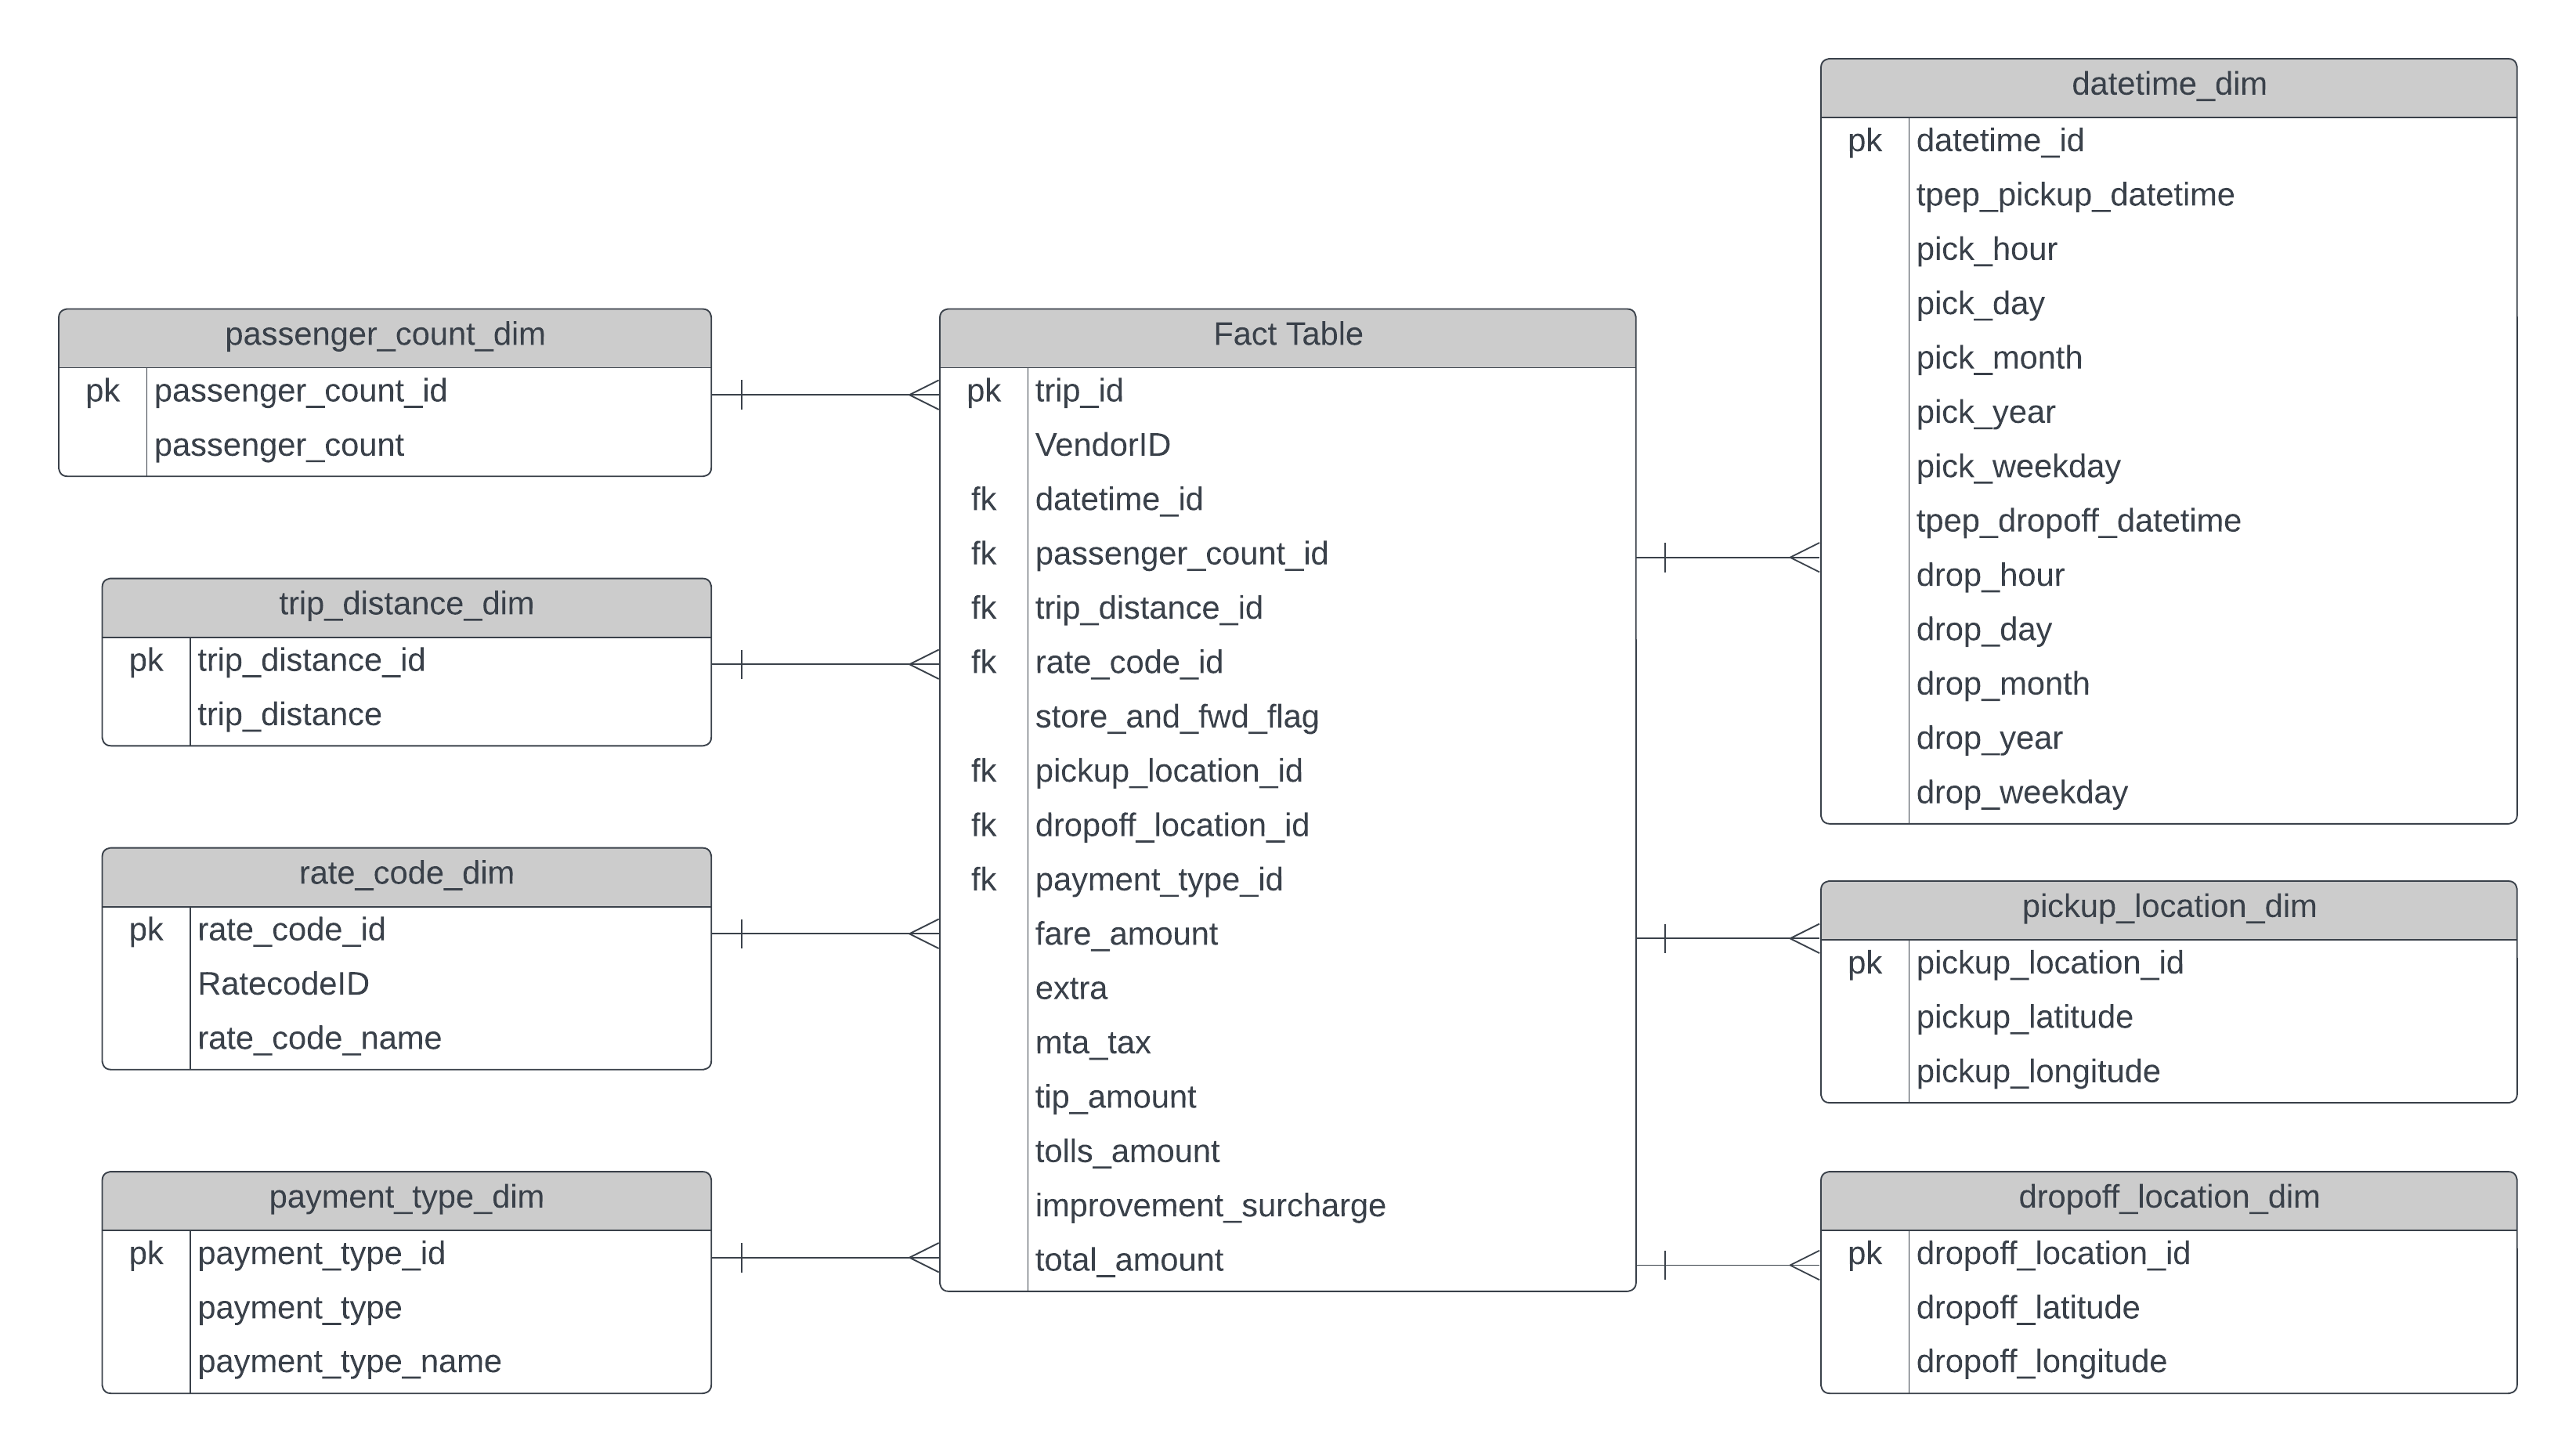 passenger_count_dim
pk passenger_count_id
passenger_count
trip_distance_dim
pk trip_distance_id
trip_distance
rate_code_dim
pk rate_code_id
RatecodeID
rate_code_name
payment_type_dim
pk payment_type_id
payment_type
payment_type_name
Fact Table
pk trip_id
VendorID
fk datetime_id
fk passenger_count_id
fk trip_distance_id
fk rate_code_id
store_and_fwd_flag
fk pickup_location_id
fk dropoff_location_id
fk payment_type_id
fare_amount
extra
mta_tax
tip_amount
tolls_amount
improvement_surcharge
total_amount
datetime_dim
pk datetime_id
tpep_pickup_datetime
pick_hour
pick_day
pick_month
pick_year
pick_weekday
tpep_dropoff_datetime
drop_hour
drop_day
drop_month
drop_year
drop_weekday
pickup_location_dim
pk pickup_location_id
pickup_latitude
pickup_longitude
dropoff_location_dim
pk dropoff_location_id
dropoff_latitude
dropoff_longitude